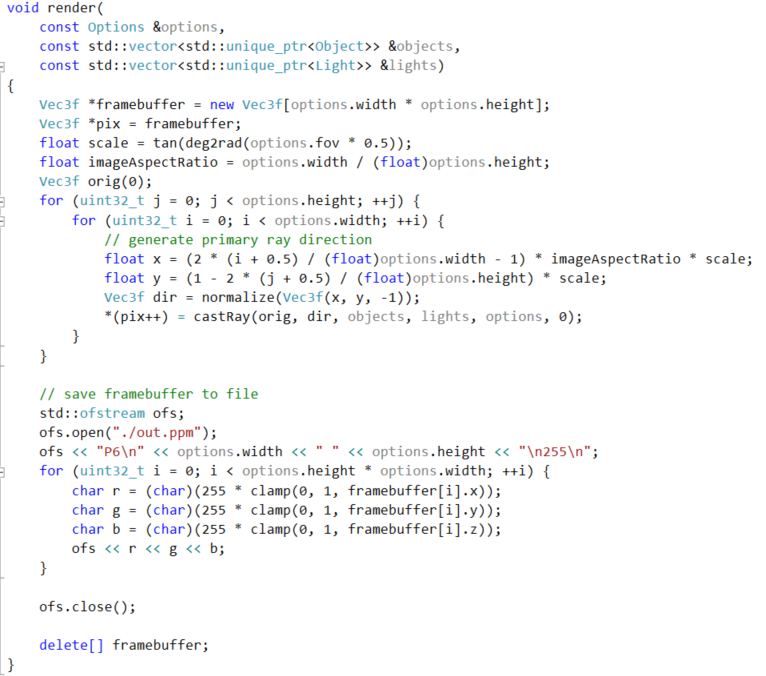 void render(
    const Options &options,
    const std::vector<std::unique_ptr<Object>> &objects,
    const std::vector<std::unique_ptr<Light>> &lights)
{
    Vec3f *framebuffer = new Vec3f[options.width * options.height];
    Vec3f *pix = framebuffer;
    float scale = tan(deg2rad(options.fov * 0.5));
    float imageAspectRatio = options.width / (float)options.height;
    Vec3f orig(0);
    for (uint32_t j = 0; j < options.height; ++j) {
        for (uint32_t i = 0; i < options.width; ++i) {
            // generate primary ray direction
            float x = (2 * (i + 0.5) / (float)options.width - 1) * imageAspectRatio * scale;
            float y = (1 - 2 * (j + 0.5) / (float)options.height) * scale;
            Vec3f dir = normalize(Vec3f(x, y, -1));
            *(pix++) = castRay(orig, dir, objects, lights, options, 0);
        }
    }

    // save framebuffer to file
    std::ofstream ofs;
    ofs.open("./out.ppm");
    ofs << "P6\n" << options.width << " " << options.height << "\n255\n";
    for (uint32_t i = 0; i < options.height * options.width; ++i) {
        char r = (char)(255 * clamp(0, 1, framebuffer[i].x));
        char g = (char)(255 * clamp(0, 1, framebuffer[i].y));
        char b = (char)(255 * clamp(0, 1, framebuffer[i].z));
        ofs << r << g << b;
    }

    ofs.close();

    delete[] framebuffer;
}